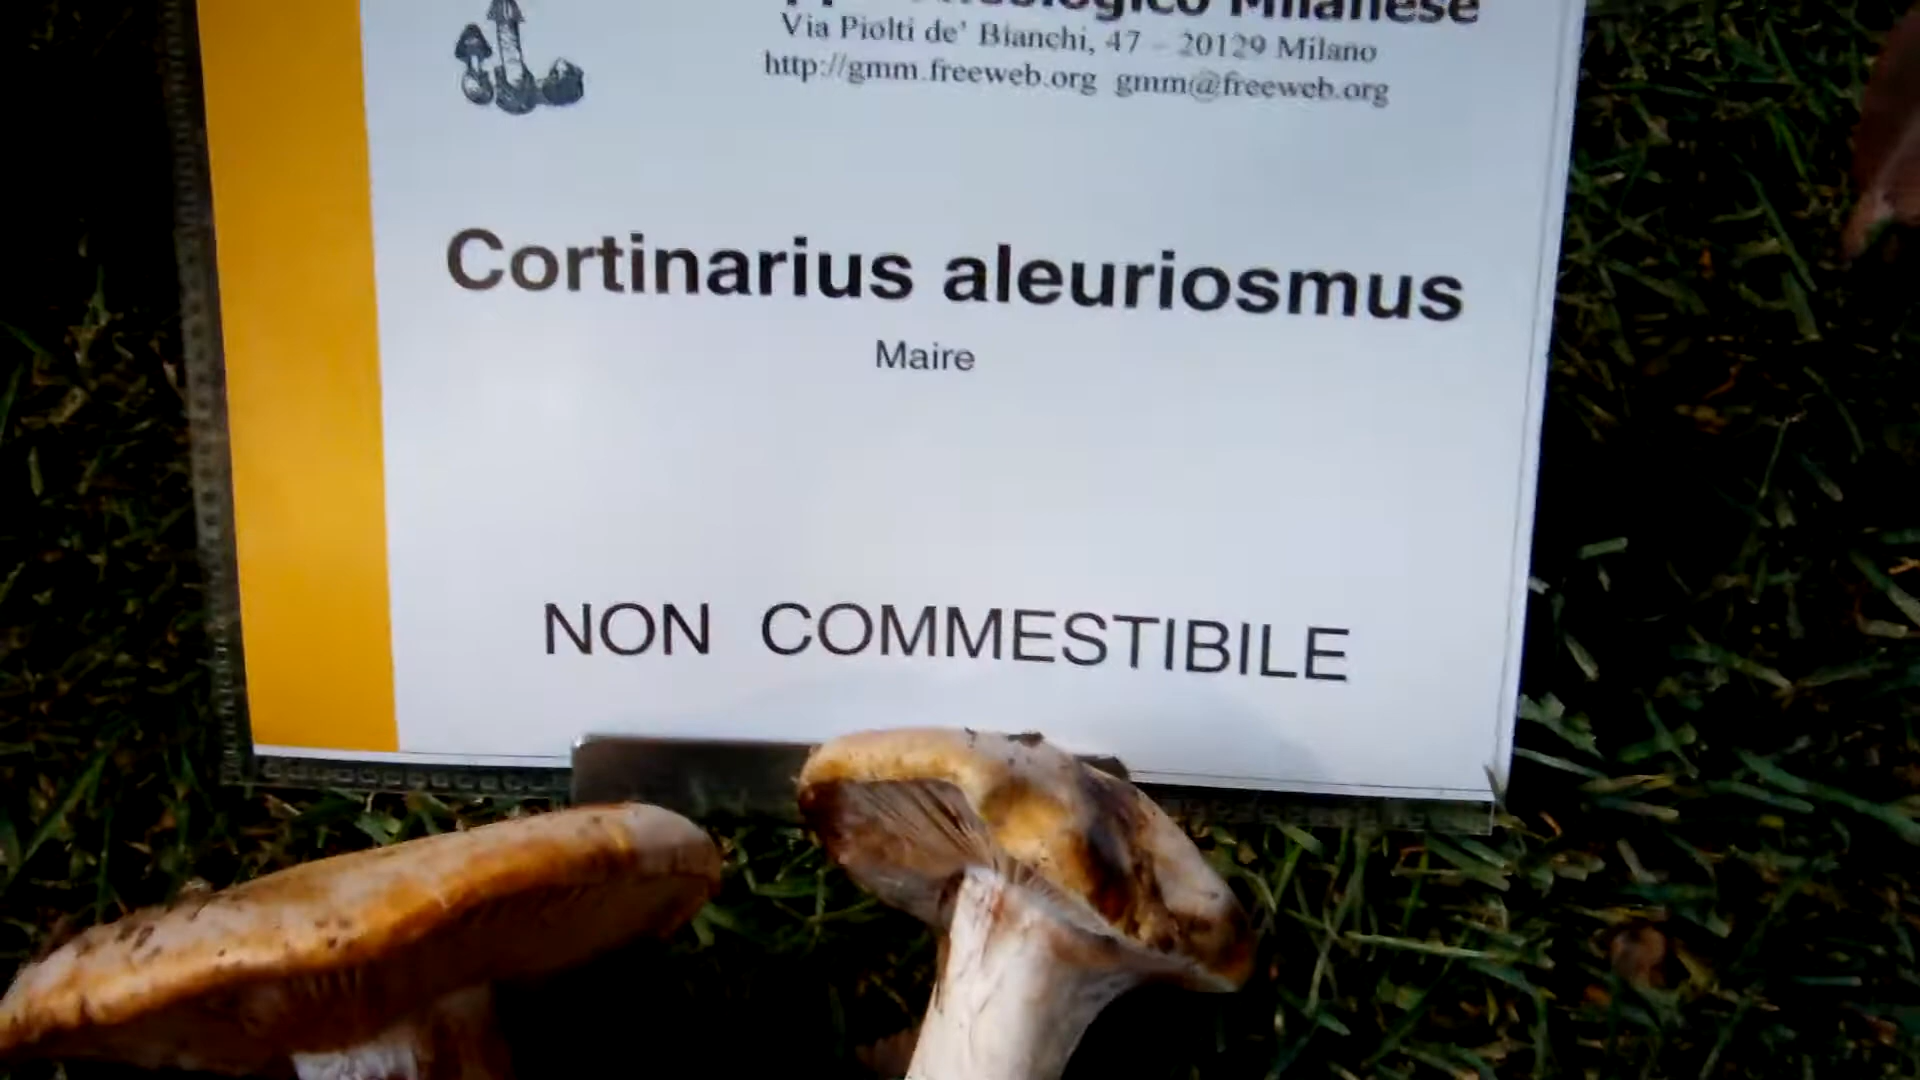 Milanese
Via Piolti de' Bianchi, 47 - 20129 Milano
http://gmm.freeweb.org gmm@freeweb.org
Cortinarius aleuriosmus
Maire
NON COMMESTIBILE